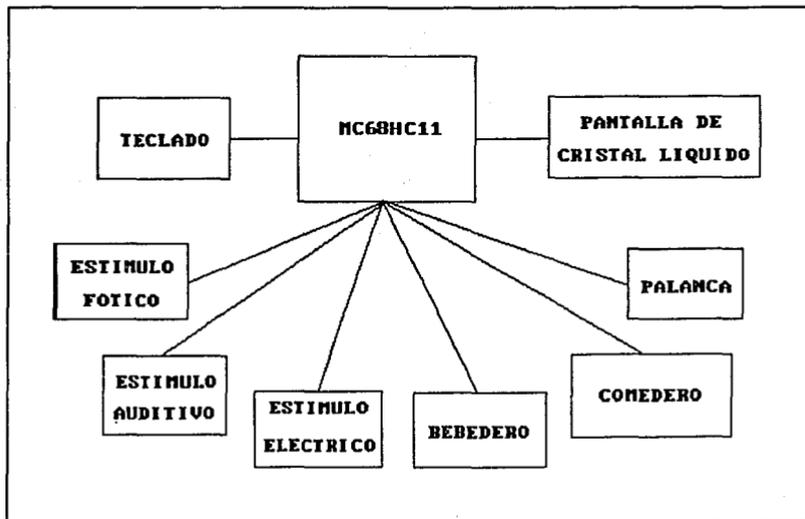 MC68HC11
TECLADO
PANTALLA DE
CRISTAL LIQUIDO
ESTIMULO
FOTICO
PALANCA
ESTIMULO
AUDITIVO
ESTIMULO
ELECTRICO
BEBEDERO
COMEDERO